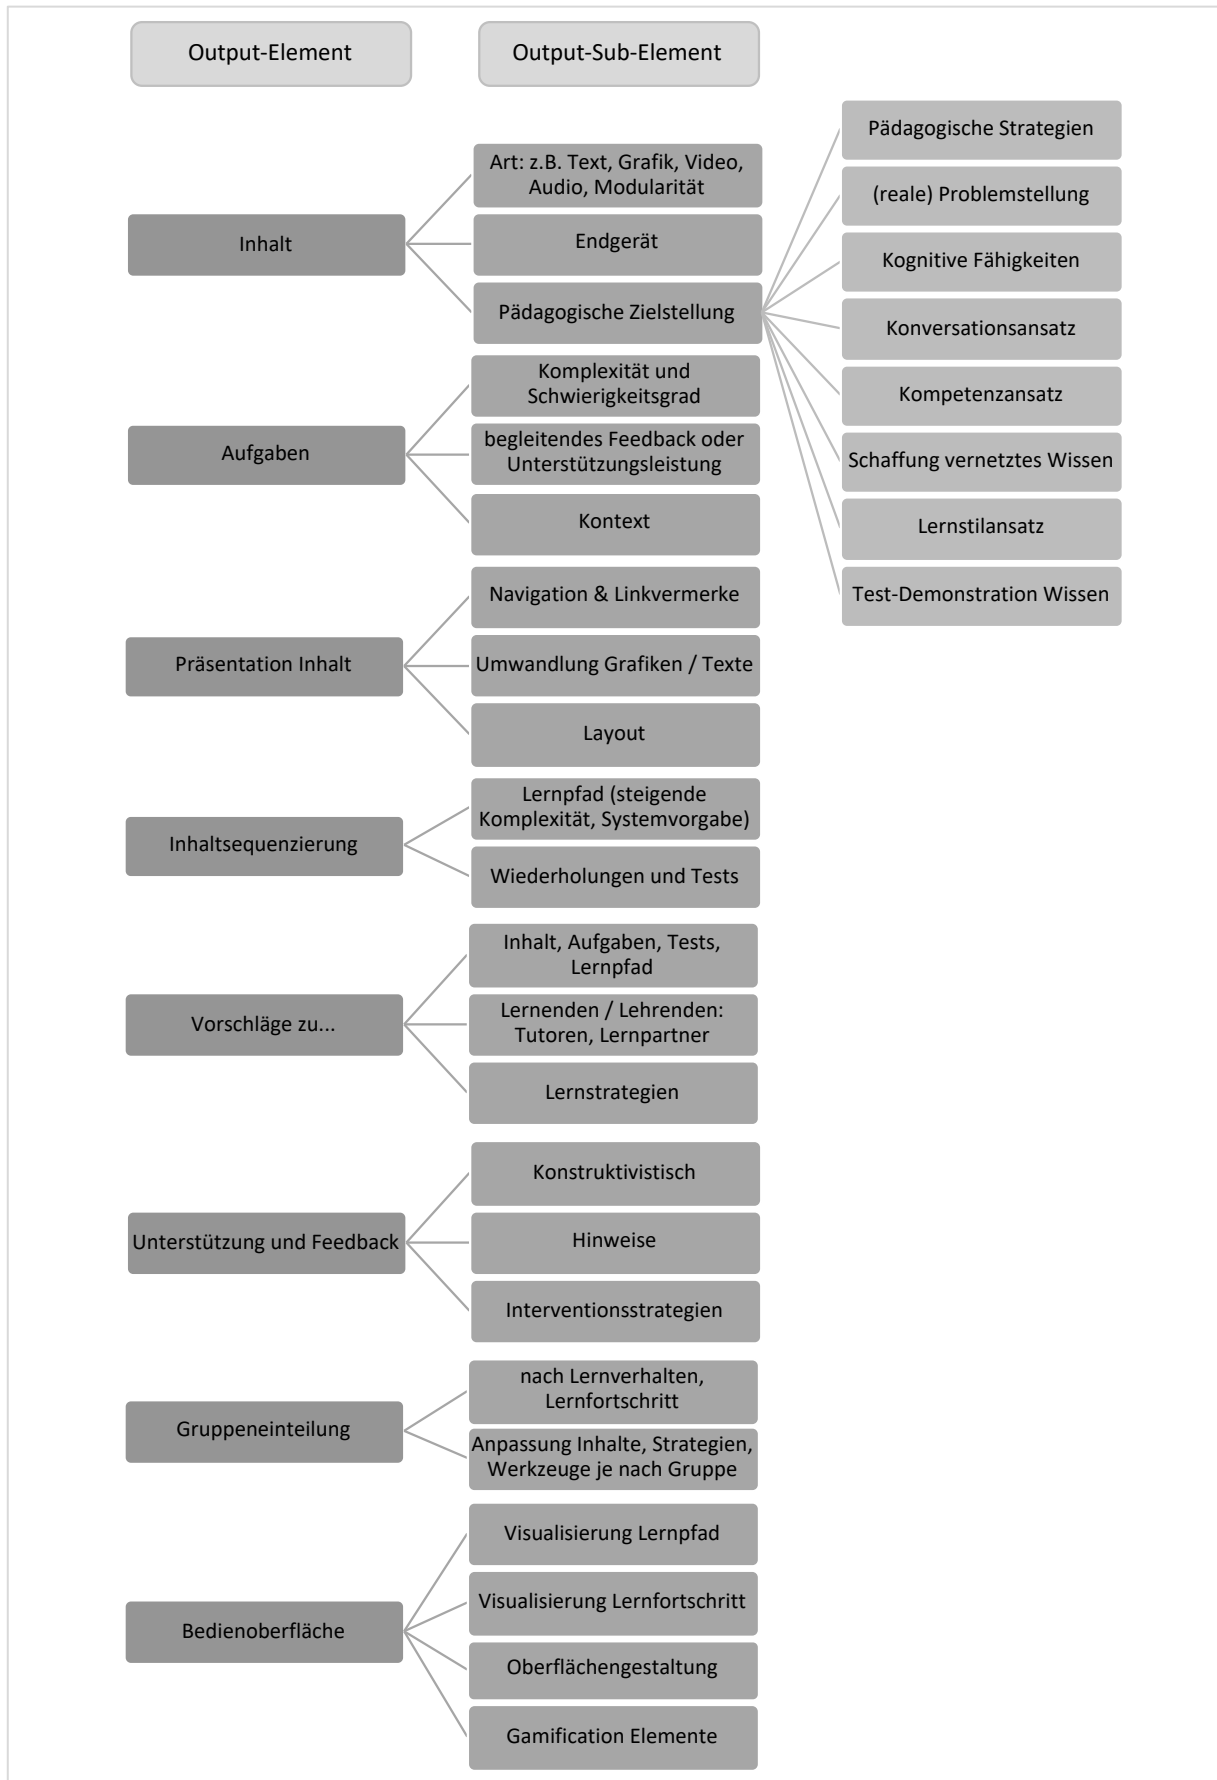 Output-Element
Output-Sub-Element
Inhalt
Art: z.B. Text, Grafik, Video,
Audio, Modularität
Endgerät
Pädagogische Zielstellung
Pädagogische Strategien
(reale) Problemstellung
Kognitive Fähigkeiten
Konversationsansatz
Kompetenzansatz
Schaffung vernetztes Wissen
Lernstilansatz
Test-Demonstration Wissen
Aufgaben
Komplexität und
Schwierigkeitsgrad
begleitendes Feedback oder
Unterstützungsleistung
Kontext
Präsentation Inhalt
Navigation & Linkvermerke
Umwandlung Grafiken / Texte
Layout
Inhaltsequenzierung
Lernpfad (steigende
Komplexität, Systemvorgabe)
Wiederholungen und Tests
Vorschläge zu...
Inhalt, Aufgaben, Tests,
Lernpfad
Lernenden / Lehrenden:
Tutoren, Lernpartner
Lernstrategien
Unterstützung und Feedback
Konstruktivistisch
Hinweise
Interventionsstrategien
Gruppeneinteilung
nach Lernverhalten,
Lernfortschritt
Anpassung Inhalte, Strategien,
Werkzeuge je nach Gruppe
Bedienoberfläche
Visualisierung Lernpfad
Visualisierung Lernfortschritt
Oberflächengestaltung
Gamification Elemente